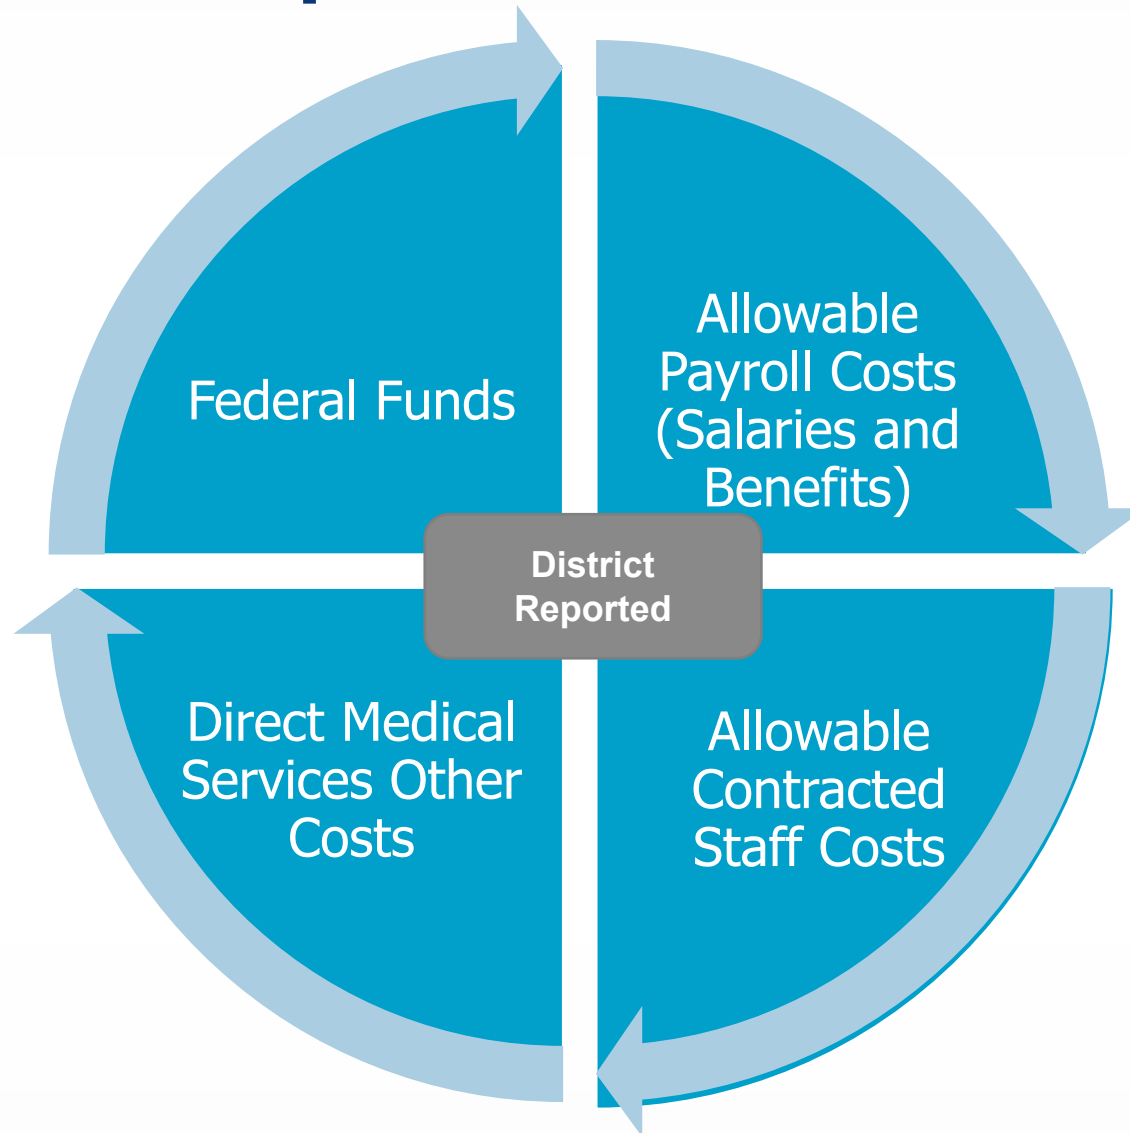 Federal Funds
Allowable
Payroll Costs
(Salaries and
Benefits)
District
Reported
Direct Medical
Services Other
Costs
Allowable
Contracted
Staff Costs